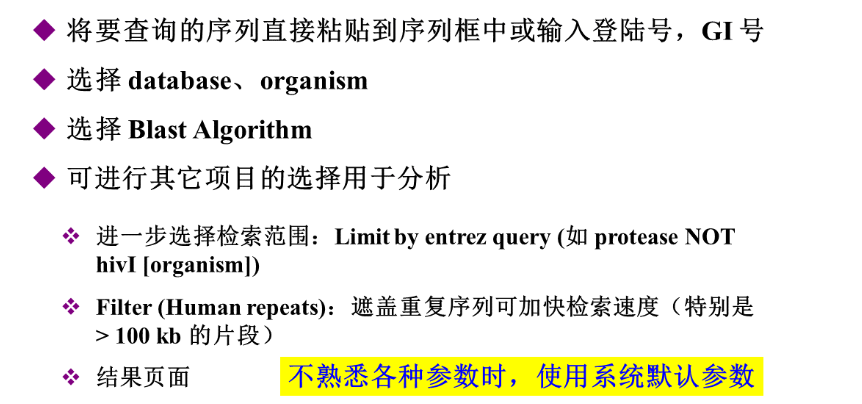 将要查询的序列直接粘贴到序列框中或输入登陆号，GI 号
选择 database、organism
选择 Blast Algorithm
可进行其它项目的选择用于分析
进一步选择检索范围：Limit by entrez query (如 protease NOT
hivI [organism])
Filter (Human repeats)：遮盖重复序列可加快检索速度（特别是
> 100 kb 的片段）
结果页面 不熟悉各种参数时，使用系统默认参数